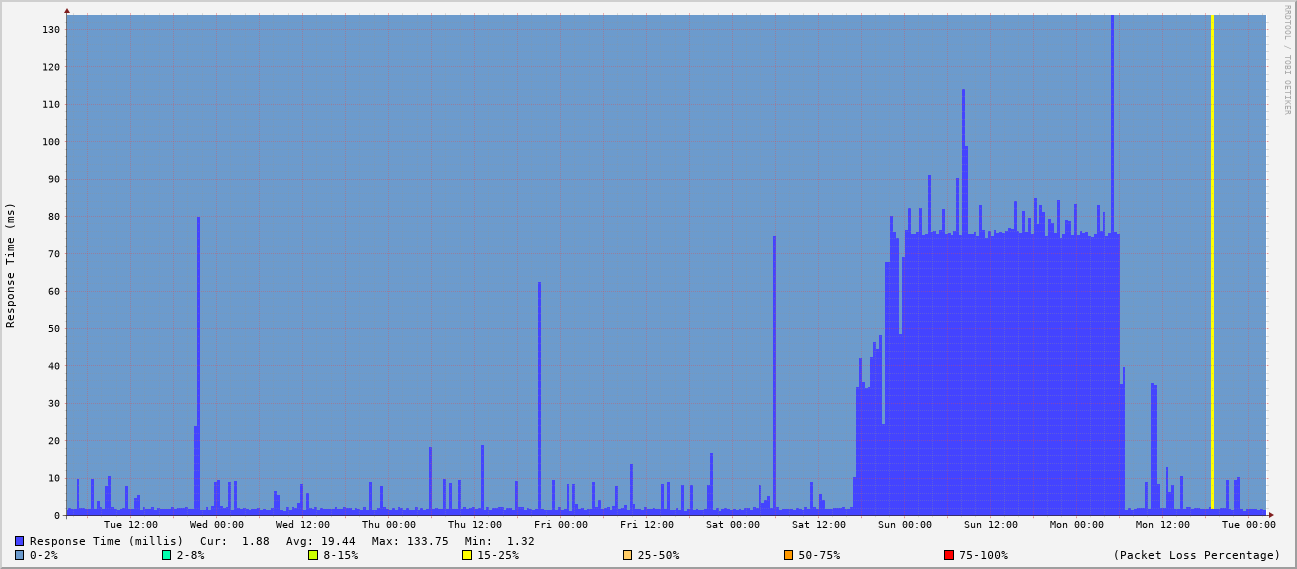 RRDTOOL / TOBI OETIKER
Response Time (ms)
130
120
110
100
90
80
70
60
50
40
30
20
10
0
Tue 12:00 Wed 00:00 Wed 12:00 Thu 00:00 Thu 12:00 Fri 00:00 Fri 12:00 Sat 00:00 Sat 12:00 Sun 00:00 Sun 12:00 Mon 00:00 Mon 12:00 Tue 00:00
Response Time (millis) Cur: 1.88 Avg: 19.44 Max: 133.75 Min: 1.32
0-2% 2-8% 8-15% 15-25% 25-50% 50-75% 75-100% (Packet Loss Percentage)